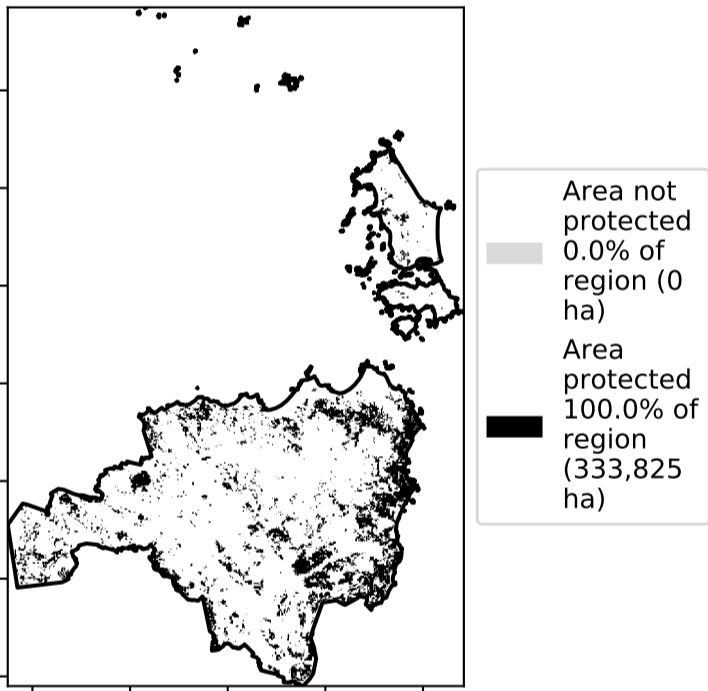 Area not
protected
0.0% of
region (0
ha)
Area
protected
100.0% of
region
(333,825
ha)